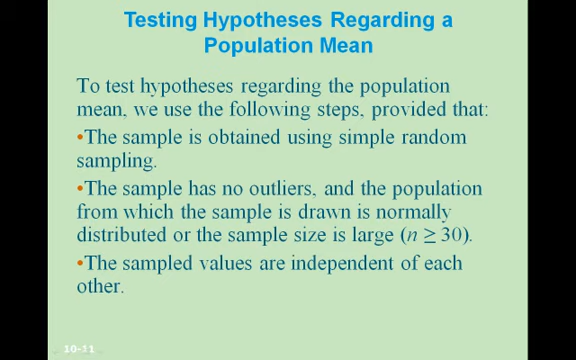 Testing Hypotheses Regarding a
Population Mean
To test hypotheses regarding the population
mean, we use the following steps, provided that:
•The sample is obtained using simple random
sampling.
•The sample has no outliers, and the population
from which the sample is drawn is normally
distributed or the sample size is large (n ≥ 30).
•The sampled values are independent of each
other.
10-11